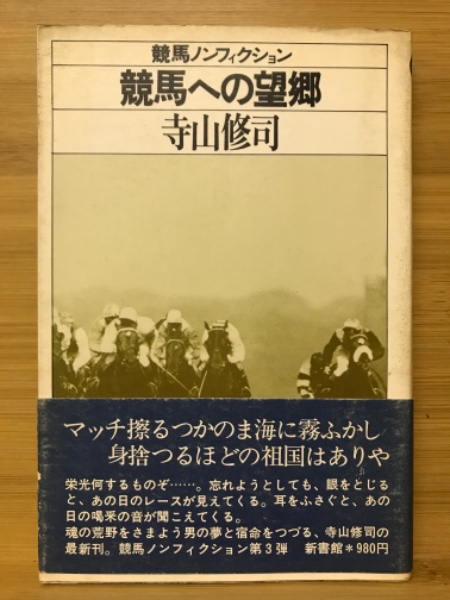 競馬ノンフィクション
競馬への望郷
寺山修司
マッチ擦るつかのま海に霧ふかし
身捨つるほどの祖国はありや
栄光何するものぞ……。忘れようとしても、眼をとじる
と、あの日のレースが見えてくる。耳をふさぐと、あの
日の喝采の音が聞こえてくる。
魂の荒野をさまよう男の夢と宿命をつづる、寺山修司の
最新刊。競馬ノンフィクション第3弾　新書館*980円